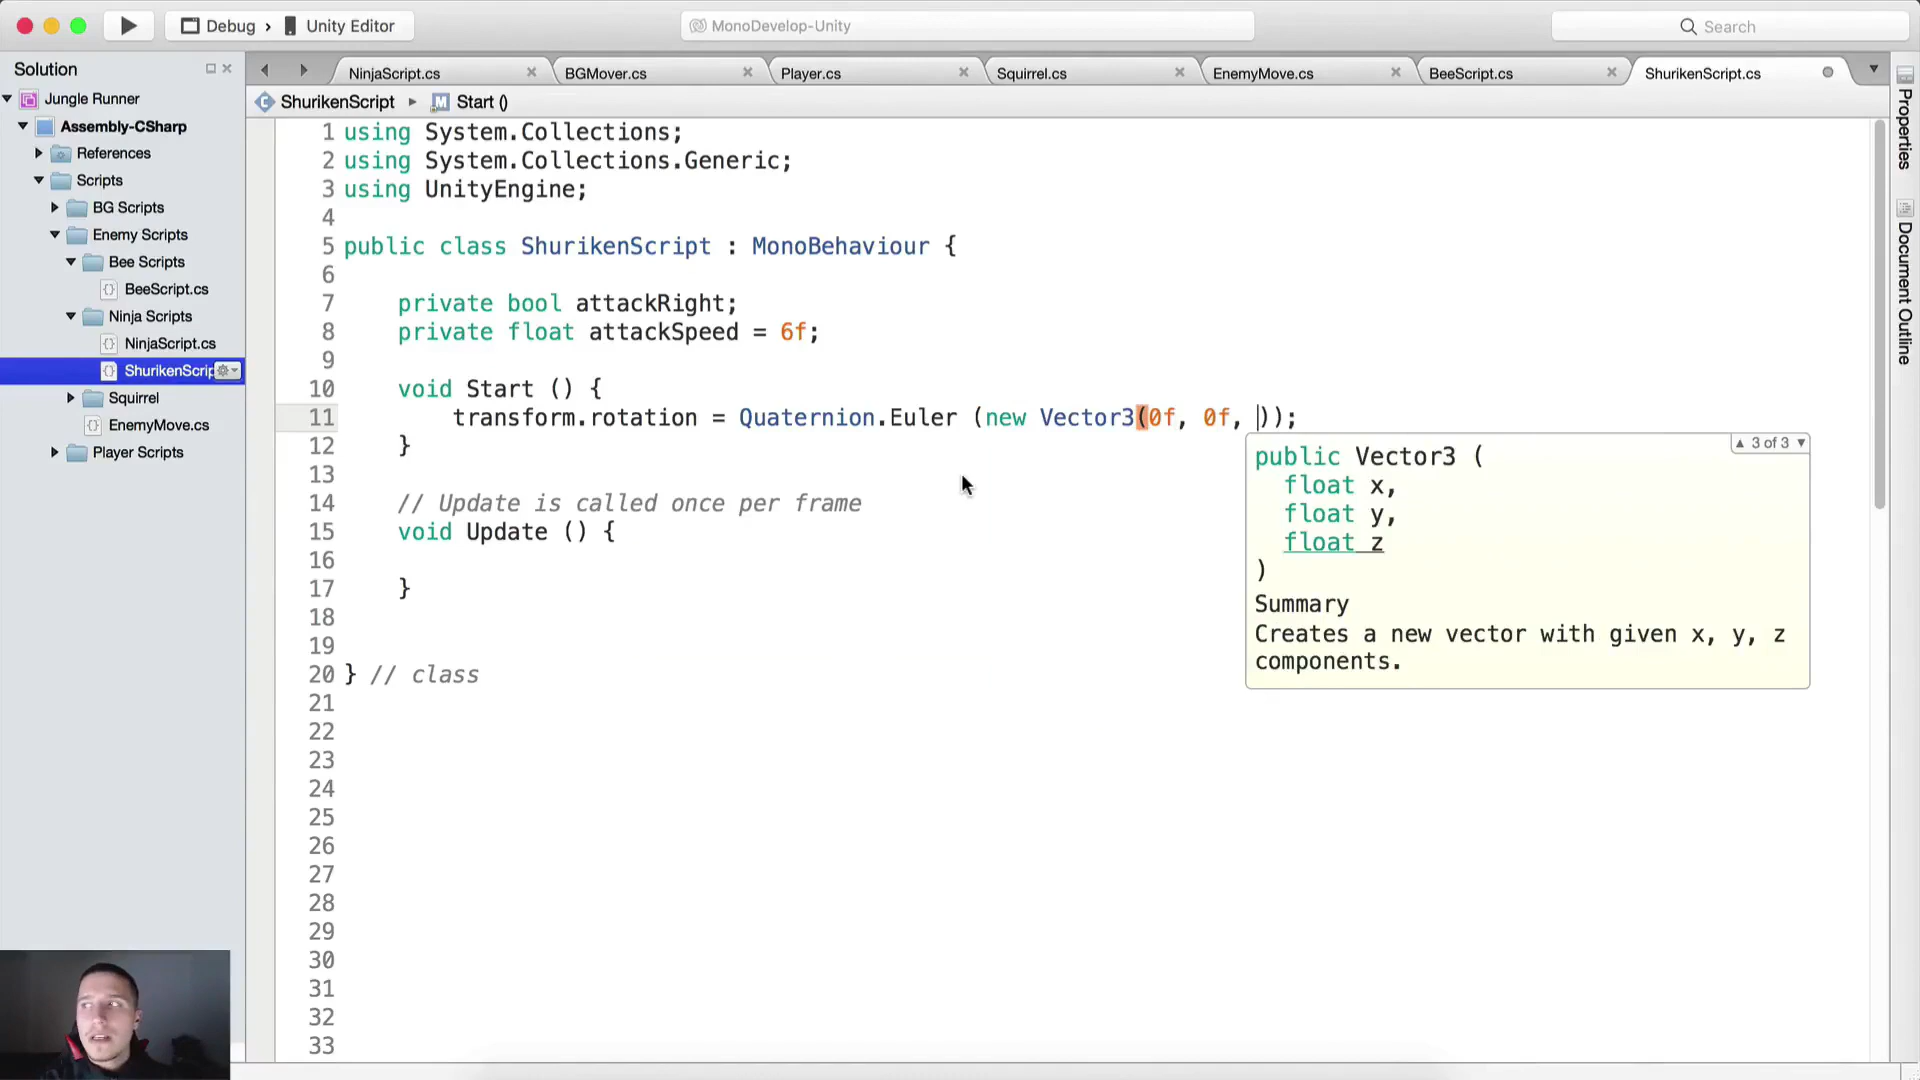 Debug > Unity Editor
MonoDevelop-Unity
Search
Solution
Jungle Runner
Assembly-CSharp
References
Scripts
BG Scripts
Enemy Scripts
Bee Scripts
BeeScript.cs
Ninja Scripts
NinjaScript.cs
ShurikenScrip
Squirrel
EnemyMove.cs
Player Scripts
NinjaScript.cs
BGMover.cs
Player.cs
Squirrel.cs
EnemyMove.cs
BeeScript.cs
ShurikenScript.cs
ShurikenScript
M Start ()
1 using System.Collections;
2 using System.Collections.Generic;
3 using UnityEngine;
4
5 public class ShurikenScript : MonoBehaviour {
6
7 private bool attackRight;
8 private float attackSpeed = 6f;
9
10 void Start () {
11 transform.rotation = Quaternion.Euler (new Vector3(0f, 0f, ));
12 }
13
14 // Update is called once per frame
15 void Update () {
16
17 }
18
19
20 } // class
21
22
23
24
25
26
27
28
29
30
31
32
33
▲ 3 of 3 ▼
public Vector3 (
float x,
float y,
float z
)
Summary
Creates a new vector with given x, y, z
components.
Properties
Document Outline